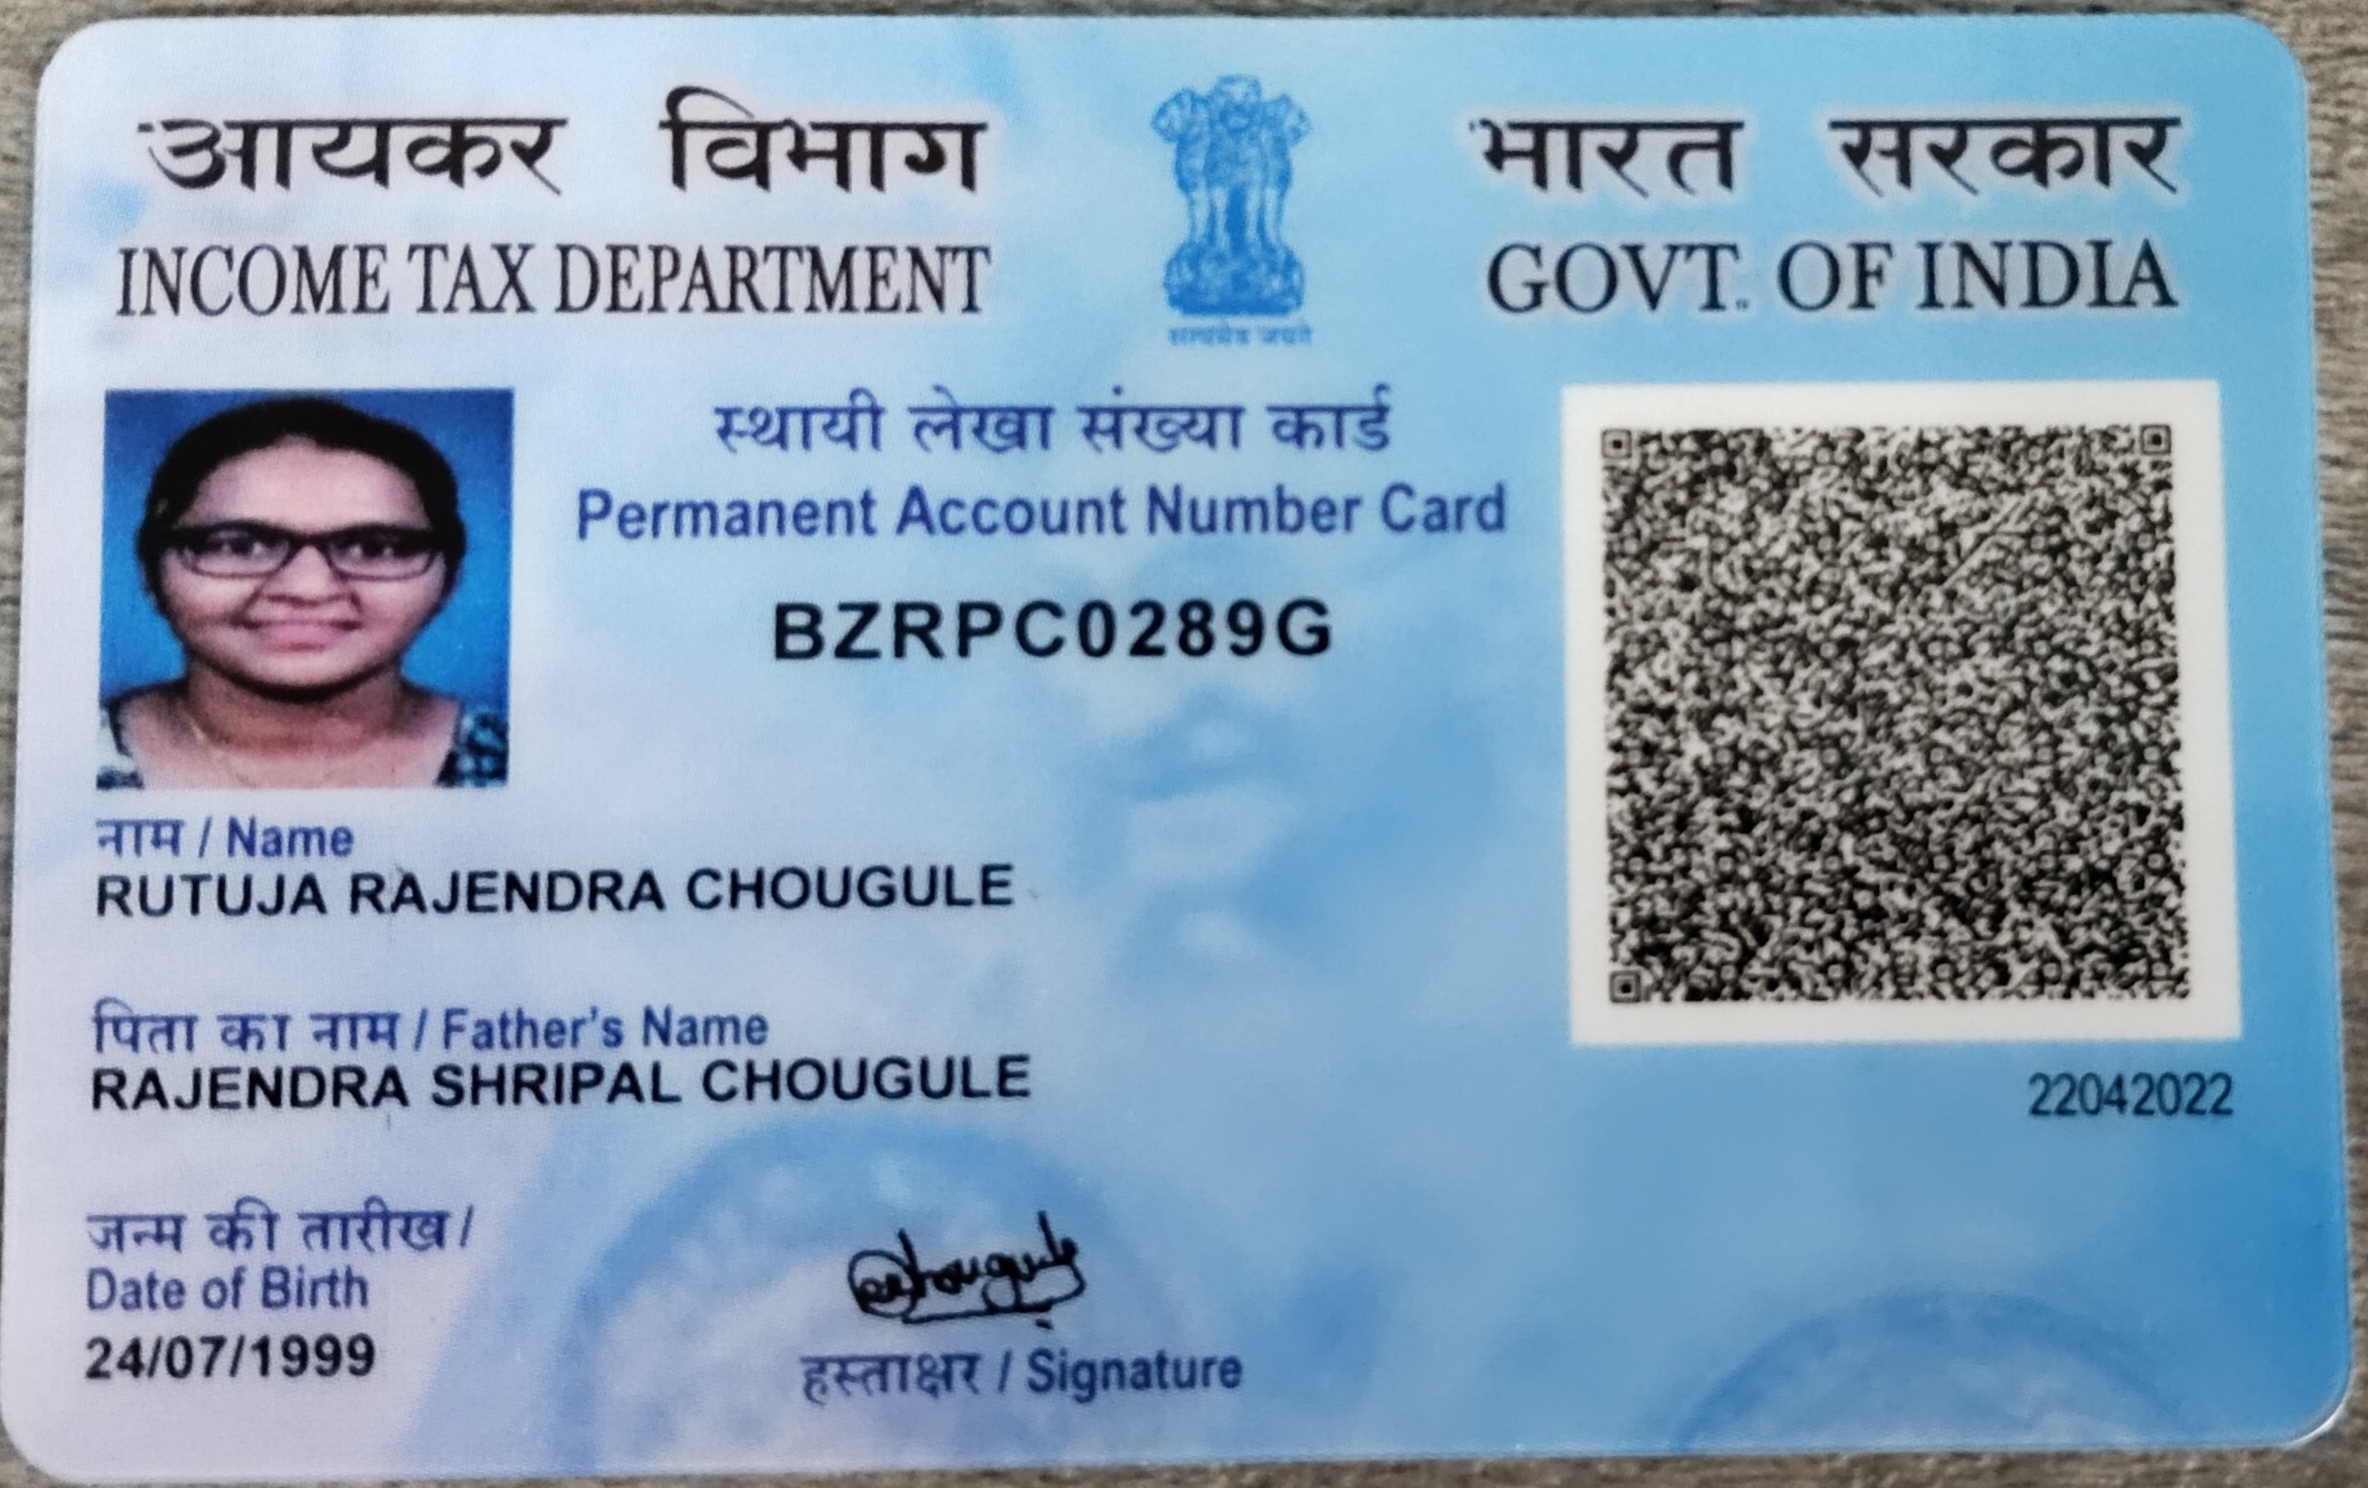 आयकर विभाग
INCOME TAX DEPARTMENT
सत्यमेव जयते
भारत सरकार
GOVT. OF INDIA
स्थायी लेखा संख्या कार्ड
Permanent Account Number Card
BZRPC0289G
नाम / Name
RUTUJA RAJENDRA CHOUGULE
पिता का नाम / Father's Name
RAJENDRA SHRIPAL CHOUGULE
22042022
जन्म की तारीख /
Date of Birth
24/07/1999
हस्ताक्षर / Signature